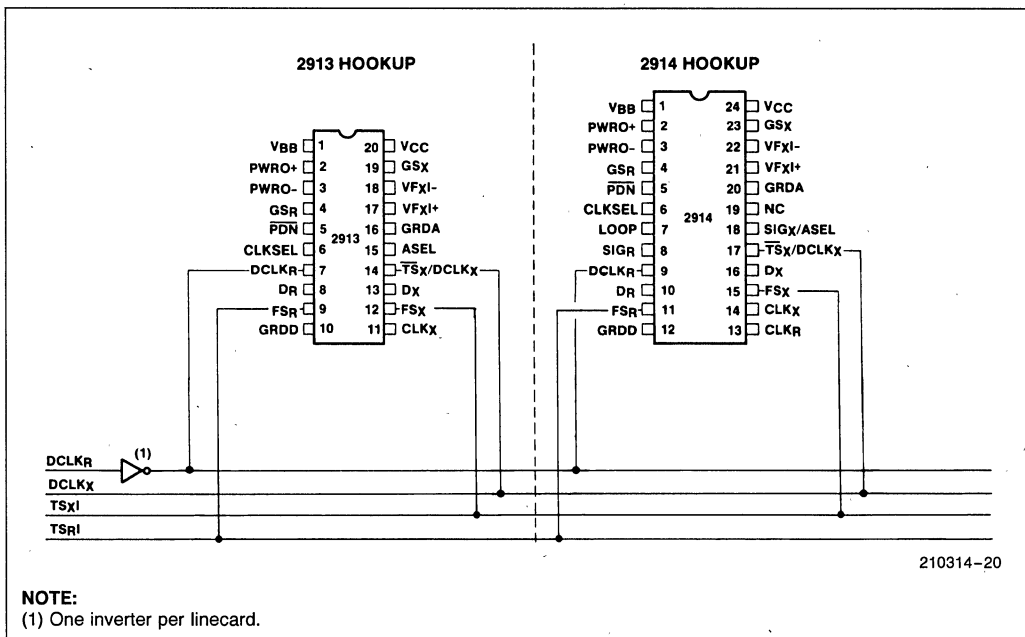 2913 HOOKUP
VBB 1 20 VCC
PWRO+ 2 19 GSX
PWRO- 3 18 VFXI-
GSR 4 17 VFXI+
PDN 5 16 GRDA
2913
CLKSEL 6 15 ASEL
DCLKR 7 14 TSX/DCLKX
DR 8 13 DX
FSR 9 12 FSX
GRDD 10 11 CLKX
2914 HOOKUP
VBB 1 24 VCC
PWRO+ 2 23 GSX
PWRO- 3 22 VFXI-
GSR 4 21 VFXI+
PDN 5 20 GRDA
CLKSEL 6 19 NC
2914
LOOP 7 18 SIGX/ASEL
SIGR 8 17 TSX/DCLKX
DCLKR 9 16 DX
DR 10 15 FSX
FSR 11 14 CLKX
GRDD 12 13 CLKR
(1)
DCLKR
DCLKX
TSXI
TSRI
210314-20
NOTE:
(1) One inverter per linecard.